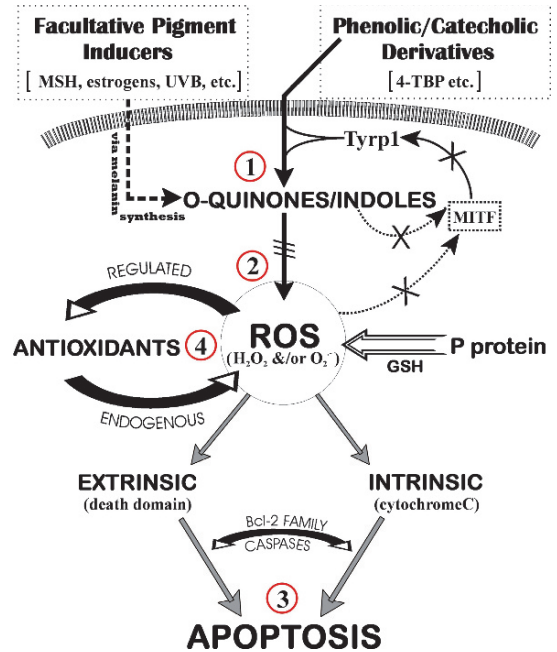 Facultative Pigment
Inducers
[ MSH, estrogens, UVB, etc. ]
Phenolic/Catecholic
Derivatives
[4-TBP etc.]
via melanin
synthesis
Tyrp1
1
O-QUINONES/INDOLES
MITF
2
REGULATED
ANTIOXIDANTS
4
ENDOGENOUS
ROS
(H₂O₂ &/or O₂·⁻)
P protein
GSH
EXTRINSIC
(death domain)
INTRINSIC
(cytochromeC)
Bcl-2 FAMILY
CASPASES
3
APOPTOSIS